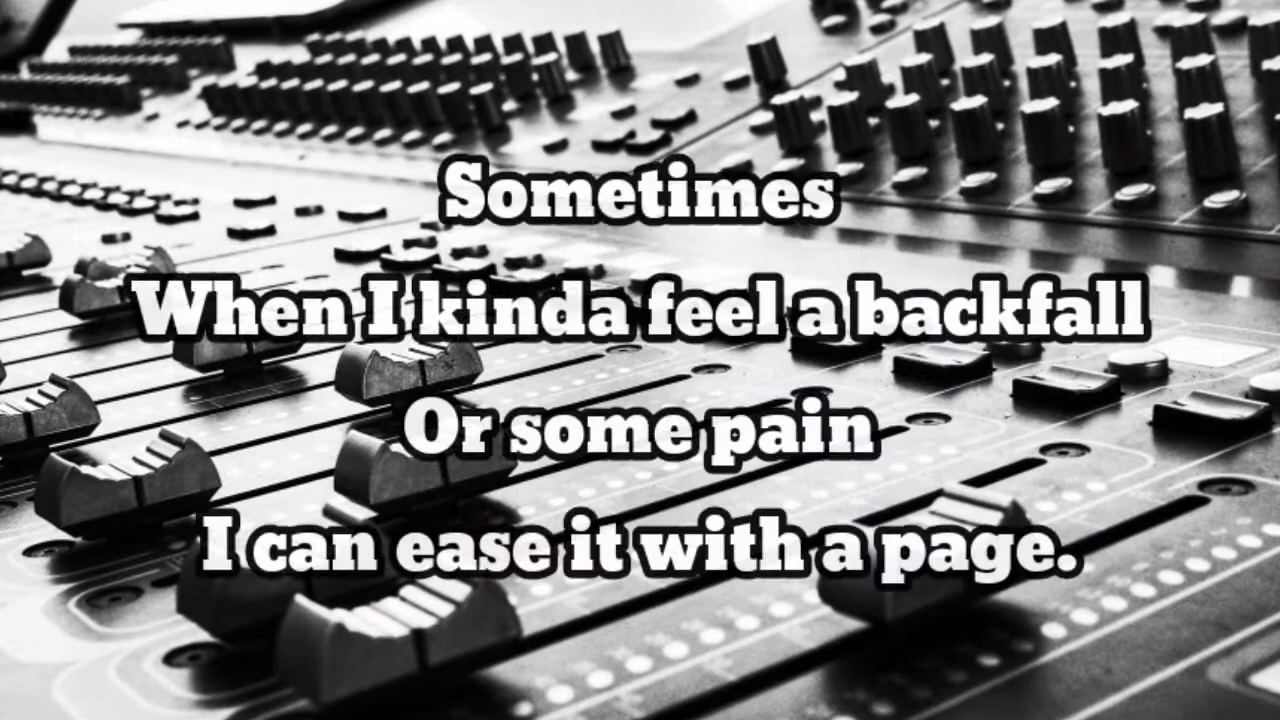 Sometimes
When I kinda feel a backfall
Or some pain
I can ease it with a page.